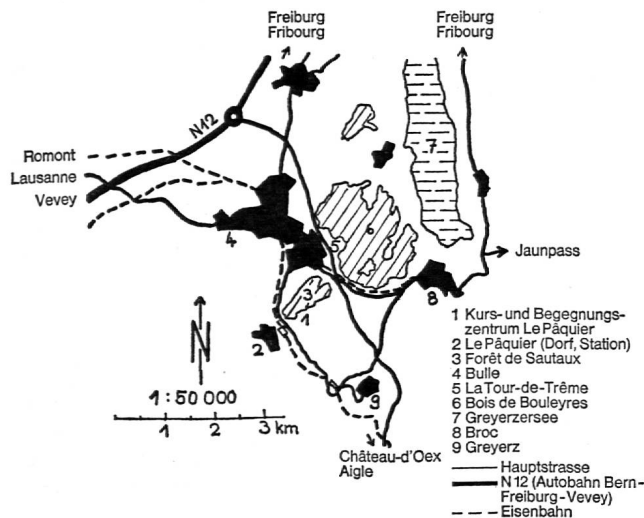 Freiburg
Fribourg
Freiburg
Fribourg
N12
Romont
Lausanne
Vevey
7
6
5
4
Jaunpass
8
3
1
2
9
N
1:50 000
1 2 3 km
Château-d'Oex
Aigle
1 Kurs- und Begegnungs-
zentrum Le Pâquier
2 Le Pâquier (Dorf, Station)
3 Forêt de Sautaux
4 Bulle
5 La Tour-de-Trême
6 Bois de Bouleyres
7 Greyerzersee
8 Broc
9 Greyerz
Hauptstrasse
N12 (Autobahn Bern-
Freiburg-Vevey)
Eisenbahn